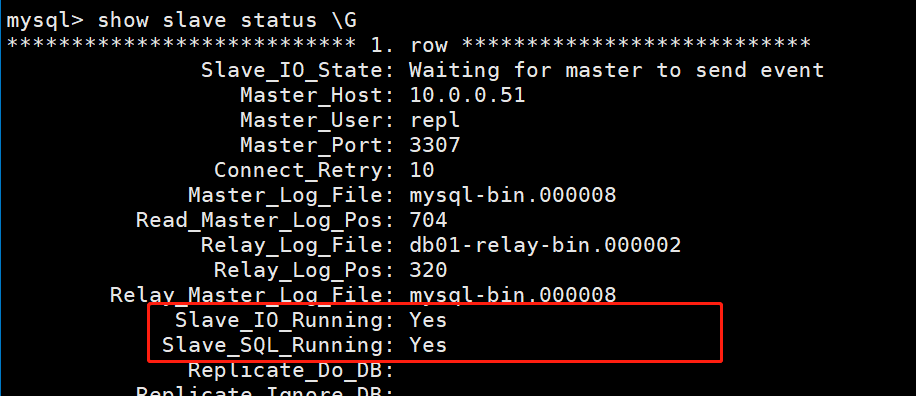 mysql> show slave status \G
*************************** 1. row ***************************
Slave_IO_State: Waiting for master to send event
Master_Host: 10.0.0.51
Master_User: repl
Master_Port: 3307
Connect_Retry: 10
Master_Log_File: mysql-bin.000008
Read_Master_Log_Pos: 704
Relay_Log_File: db01-relay-bin.000002
Relay_Log_Pos: 320
Relay_Master_Log_File: mysql-bin.000008
Slave_IO_Running: Yes
Slave_SQL_Running: Yes
Replicate_Do_DB:
Replicate_Ignore_DB: